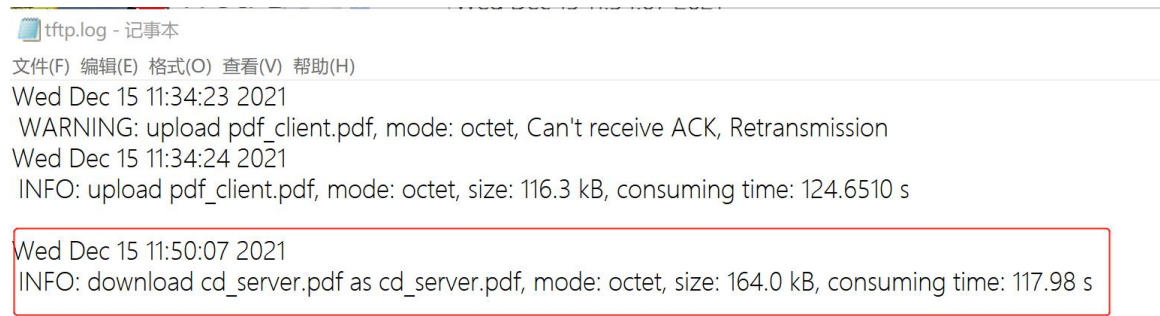 tftp.log - 记事本
文件(F) 编辑(E) 格式(O) 查看(V) 帮助(H)
Wed Dec 15 11:34:23 2021
WARNING: upload pdf_client.pdf, mode: octet, Can't receive ACK, Retransmission
Wed Dec 15 11:34:24 2021
INFO: upload pdf_client.pdf, mode: octet, size: 116.3 kB, consuming time: 124.6510 s
Wed Dec 15 11:50:07 2021
INFO: download cd_server.pdf as cd_server.pdf, mode: octet, size: 164.0 kB, consuming time: 117.98 s